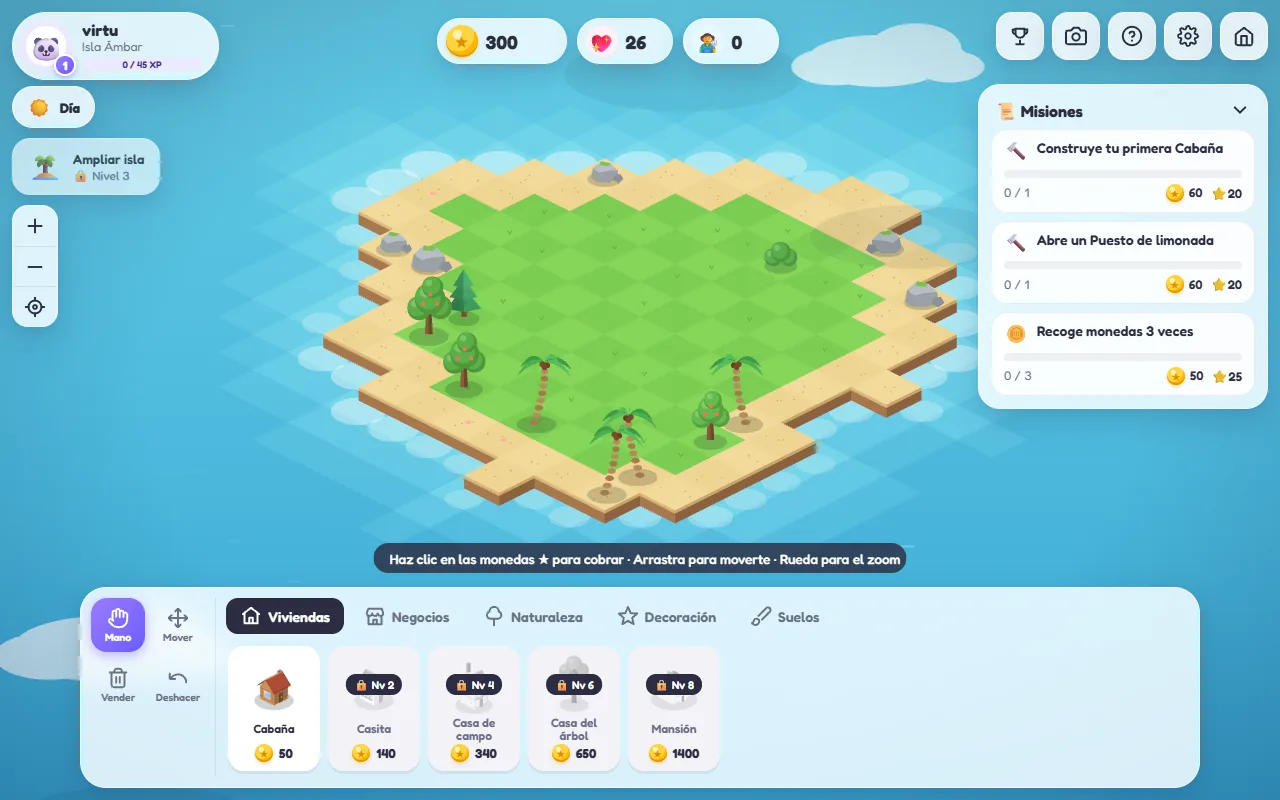 virtu
Isla Ámbar
0 / 45 XP
1
300
26
0
Día
Ampliar isla
Nivel 3
Misiones
Construye tu primera Cabaña
0 / 1
60
20
Abre un Puesto de limonada
0 / 1
60
20
Recoge monedas 3 veces
0 / 3
50
25
Haz clic en las monedas ★ para cobrar · Arrastra para moverte · Rueda para el zoom
Mano
Mover
Vender
Deshacer
Viviendas
Negocios
Naturaleza
Decoración
Suelos
Cabaña
50
Nv 2
Casita
140
Nv 4
Casa de
campo
340
Nv 6
Casa del
árbol
650
Nv 8
Mansión
1400